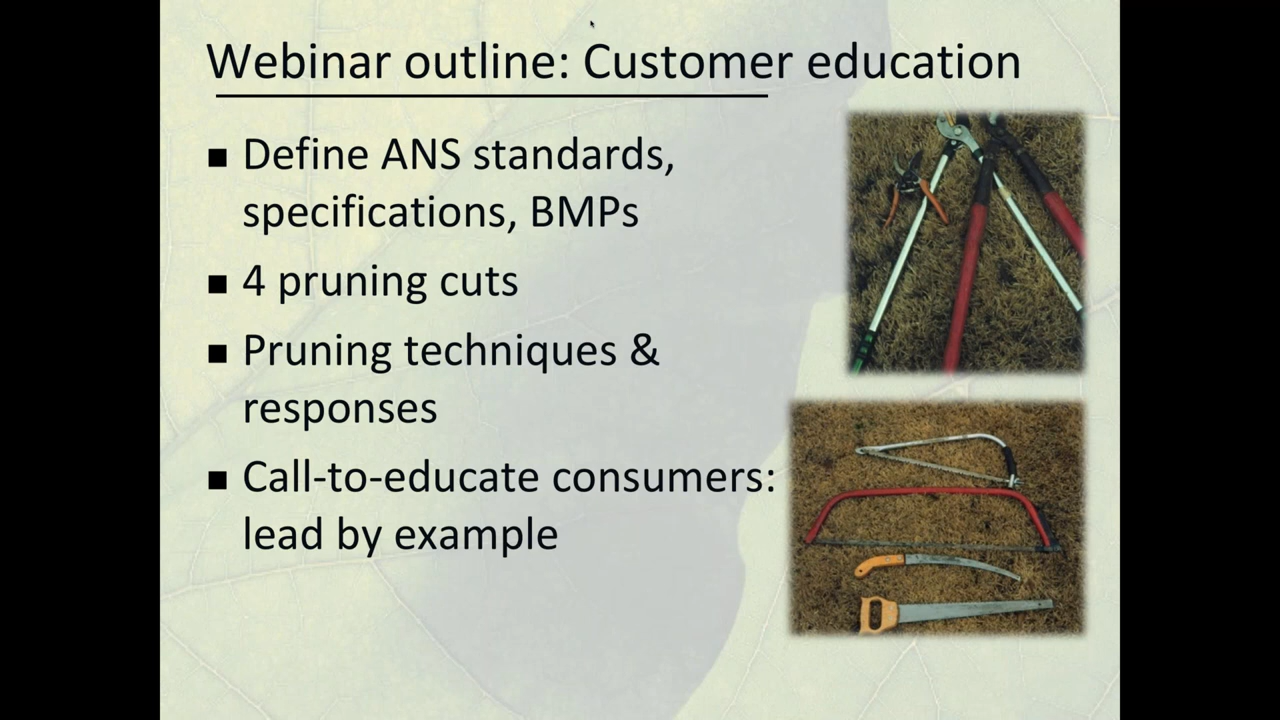 Webinar outline: Customer education
■ Define ANS standards,
specifications, BMPs
■ 4 pruning cuts
■ Pruning techniques &
responses
■ Call-to-educate consumers:
lead by example